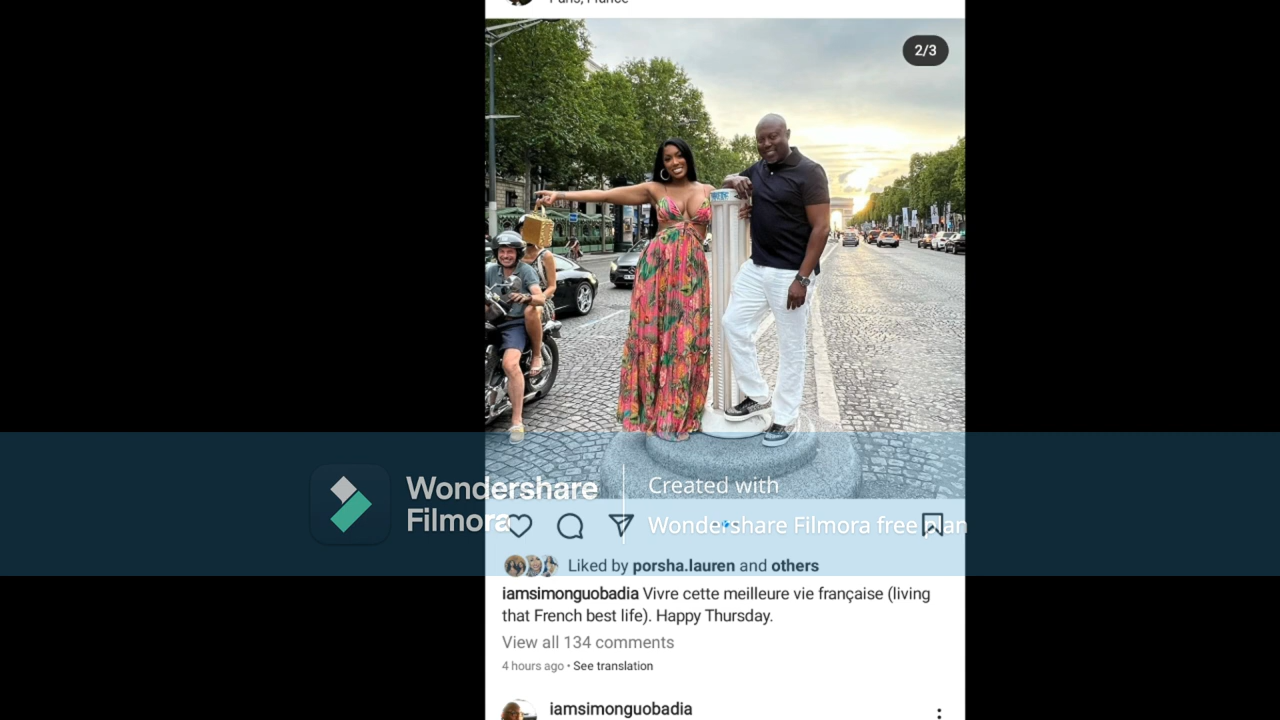 Paris, France
2/3
Wondershare
Filmora
Created with
Wondershare Filmora free plan
Liked by porsha.lauren and others
iamsimonguobadia Vivre cette meilleure vie française (living
that French best life). Happy Thursday.
View all 134 comments
4 hours ago • See translation
iamsimonguobadia